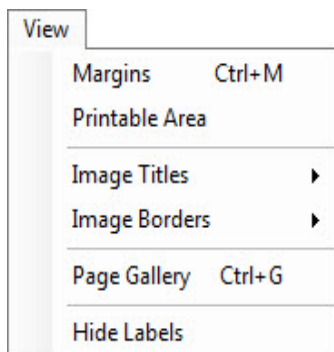 View
Margins Ctrl+M
Printable Area
Image Titles
Image Borders
Page Gallery Ctrl+G
Hide Labels